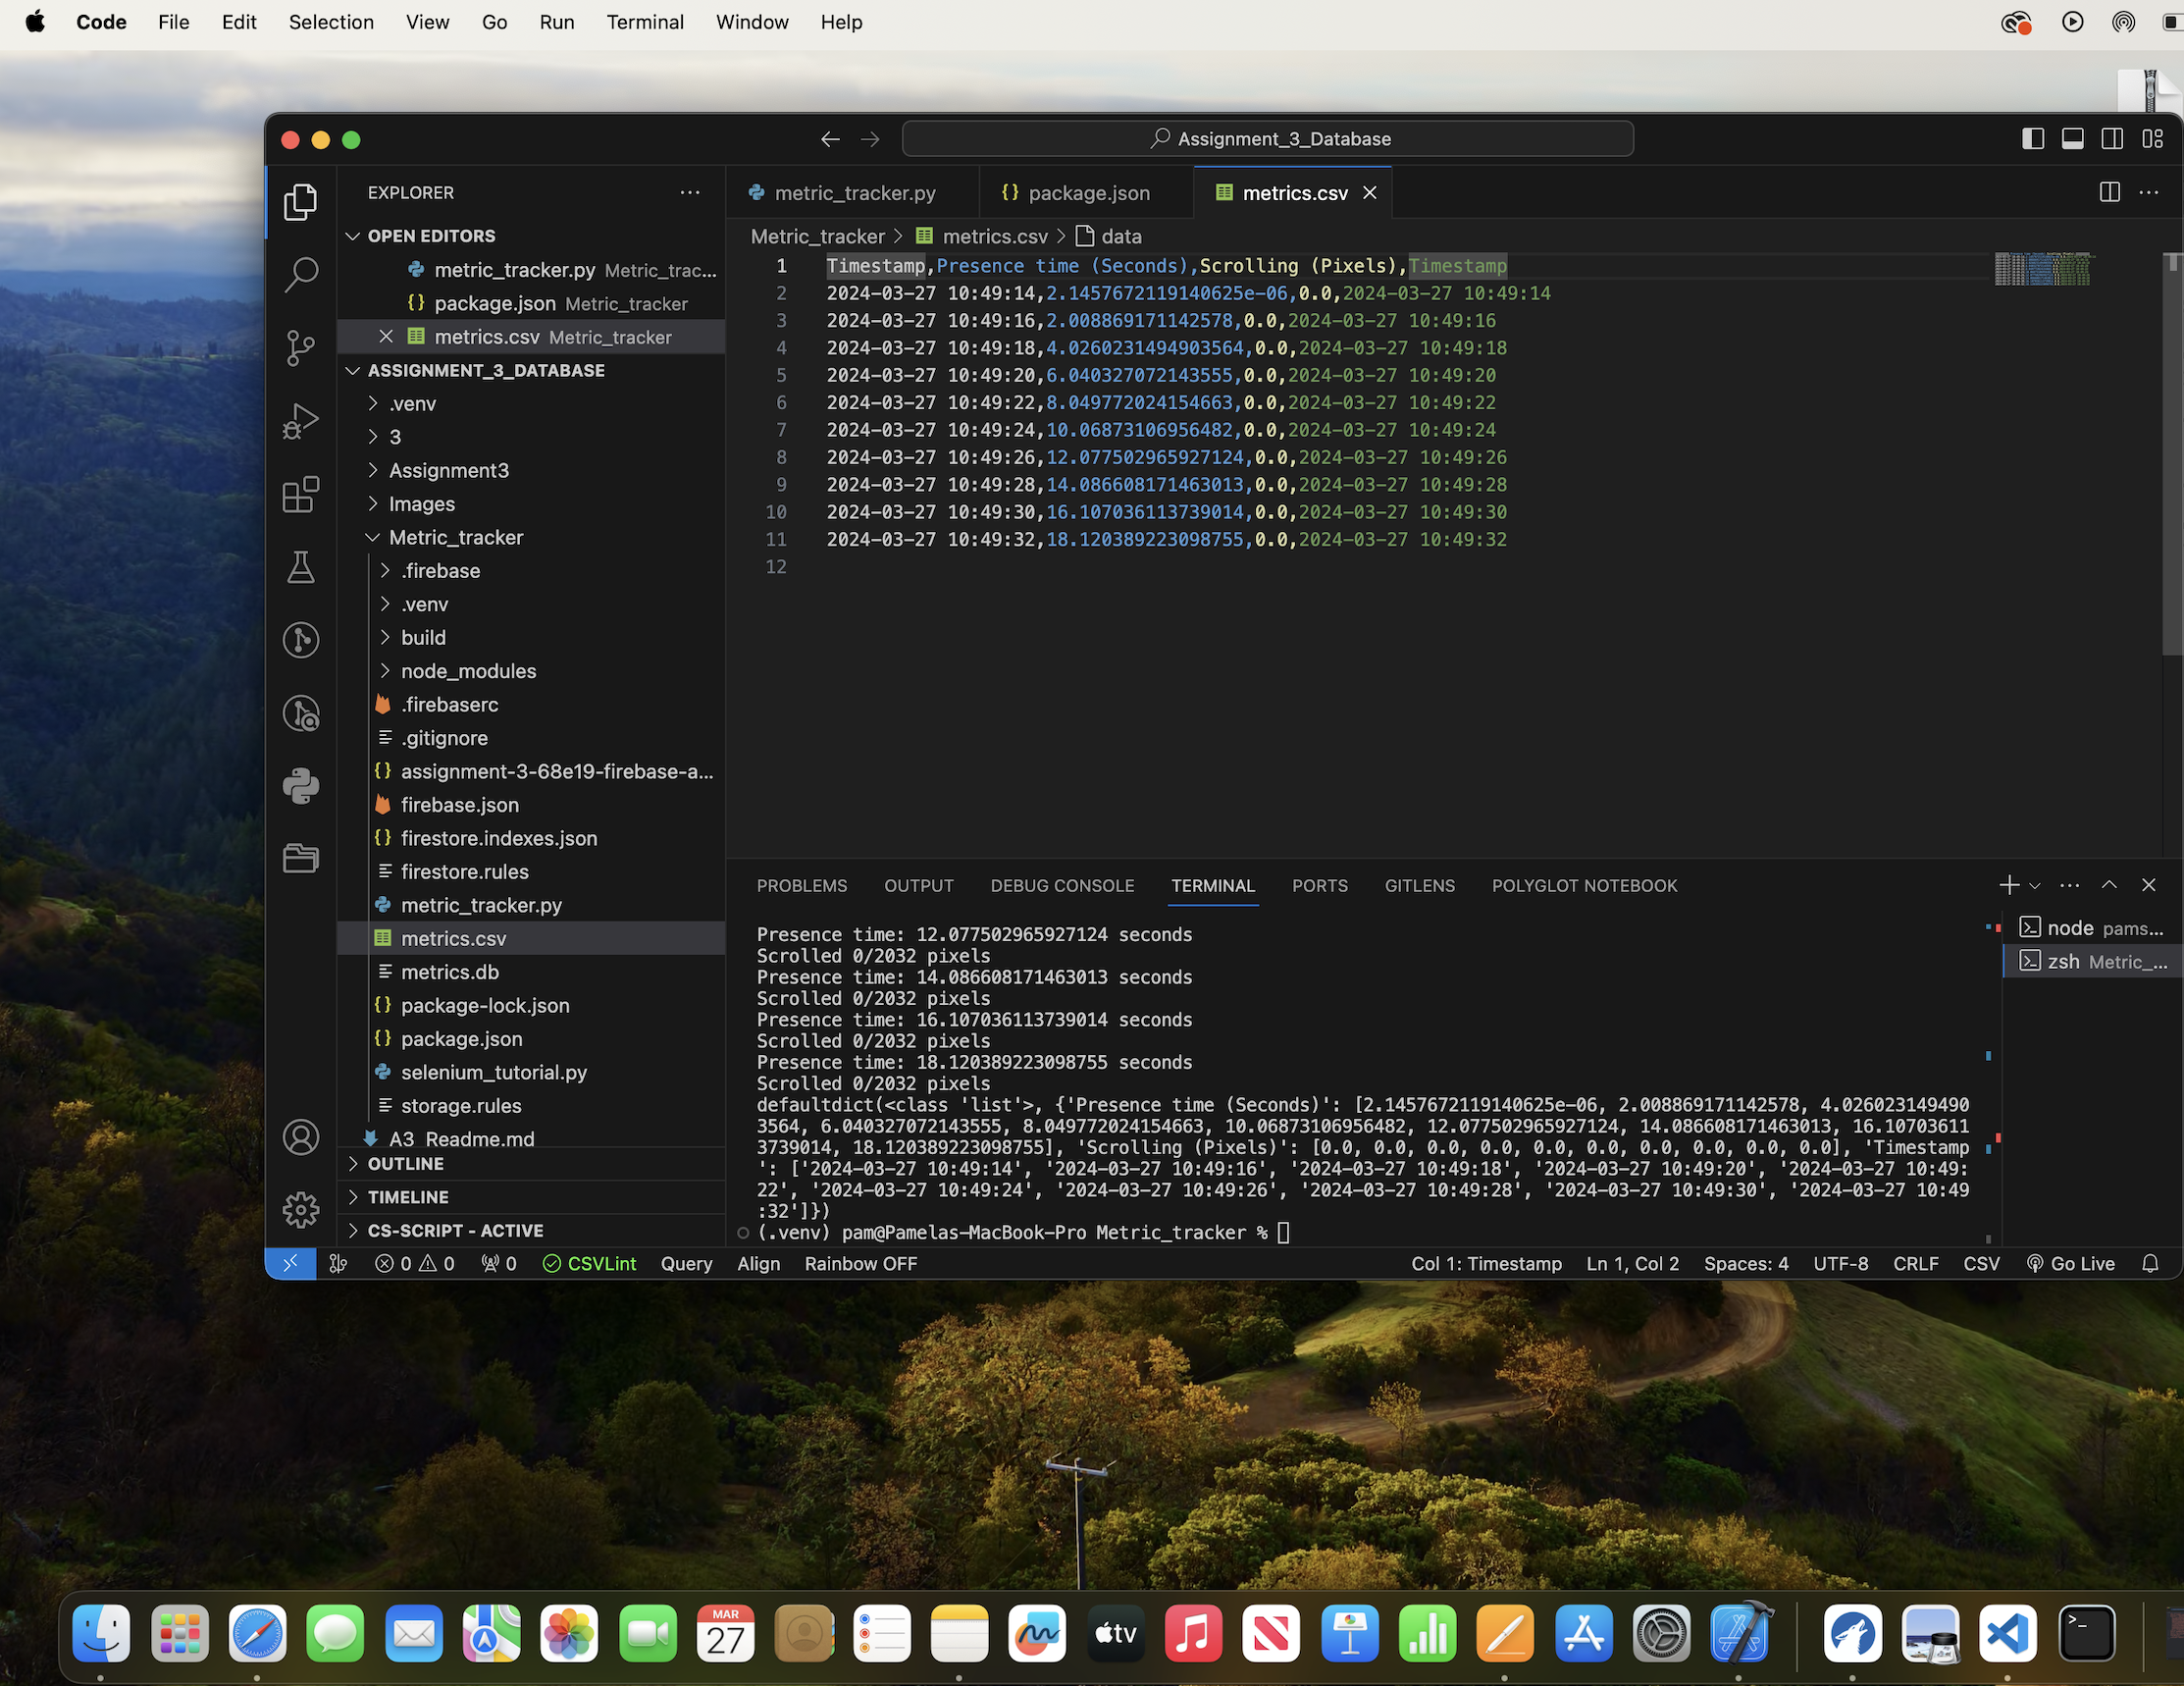 Code File Edit Selection View Go Run Terminal Window Help
Assignment_3_Database
EXPLORER
OPEN EDITORS
metric_tracker.py Metric_trac...
package.json Metric_tracker
metrics.csv Metric_tracker
ASSIGNMENT_3_DATABASE
.venv
3
Assignment3
Images
Metric_tracker
.firebase
.venv
build
node_modules
.firebaserc
.gitignore
assignment-3-68e19-firebase-a...
firebase.json
firestore.indexes.json
firestore.rules
metric_tracker.py
metrics.csv
metrics.db
package-lock.json
package.json
selenium_tutorial.py
storage.rules
A3_Readme.md
OUTLINE
TIMELINE
CS-SCRIPT - ACTIVE
metric_tracker.py package.json metrics.csv
Metric_tracker > metrics.csv > data
1 Timestamp,Presence time (Seconds),Scrolling (Pixels),Timestamp
2 2024-03-27 10:49:14,2.1457672119140625e-06,0.0,2024-03-27 10:49:14
3 2024-03-27 10:49:16,2.008869171142578,0.0,2024-03-27 10:49:16
4 2024-03-27 10:49:18,4.0260231494903564,0.0,2024-03-27 10:49:18
5 2024-03-27 10:49:20,6.040327072143555,0.0,2024-03-27 10:49:20
6 2024-03-27 10:49:22,8.049772024154663,0.0,2024-03-27 10:49:22
7 2024-03-27 10:49:24,10.06873106956482,0.0,2024-03-27 10:49:24
8 2024-03-27 10:49:26,12.077502965927124,0.0,2024-03-27 10:49:26
9 2024-03-27 10:49:28,14.086608171463013,0.0,2024-03-27 10:49:28
10 2024-03-27 10:49:30,16.107036113739014,0.0,2024-03-27 10:49:30
11 2024-03-27 10:49:32,18.120389223098755,0.0,2024-03-27 10:49:32
12
PROBLEMS OUTPUT DEBUG CONSOLE TERMINAL PORTS GITLENS POLYGLOT NOTEBOOK
Presence time: 12.077502965927124 seconds
Scrolled 0/2032 pixels
Presence time: 14.086608171463013 seconds
Scrolled 0/2032 pixels
Presence time: 16.107036113739014 seconds
Scrolled 0/2032 pixels
Presence time: 18.120389223098755 seconds
Scrolled 0/2032 pixels
defaultdict(<class 'list'>, {'Presence time (Seconds)': [2.1457672119140625e-06, 2.008869171142578, 4.026023149490
3564, 6.040327072143555, 8.049772024154663, 10.06873106956482, 12.077502965927124, 14.086608171463013, 16.10703611
3739014, 18.120389223098755], 'Scrolling (Pixels)': [0.0, 0.0, 0.0, 0.0, 0.0, 0.0, 0.0, 0.0, 0.0, 0.0], 'Timestamp
': ['2024-03-27 10:49:14', '2024-03-27 10:49:16', '2024-03-27 10:49:18', '2024-03-27 10:49:20', '2024-03-27 10:49:
22', '2024-03-27 10:49:24', '2024-03-27 10:49:26', '2024-03-27 10:49:28', '2024-03-27 10:49:30', '2024-03-27 10:49
:32']})
(.venv) pam@Pamelas-MacBook-Pro Metric_tracker %
node pams...
zsh Metric_...
0 0 0 CSVLint Query Align Rainbow OFF Col 1: Timestamp Ln 1, Col 2 Spaces: 4 UTF-8 CRLF CSV Go Live
MAR
27
tv